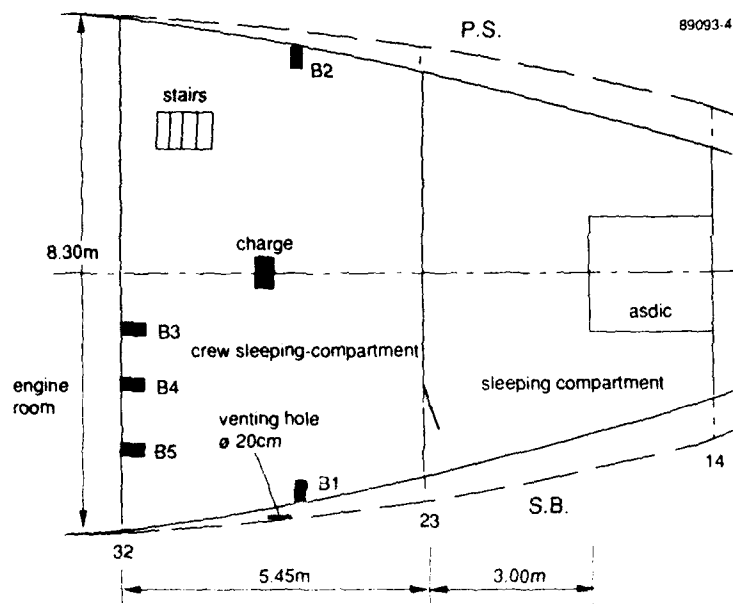 P.S.
89093-4
B2
stairs
8.30m
charge
B3
crew sleeping-compartment
asdic
B4
sleeping compartment
engine
room
venting hole
ø 20cm
B5
B1
14
23
S.B.
32
5.45m
3.00m